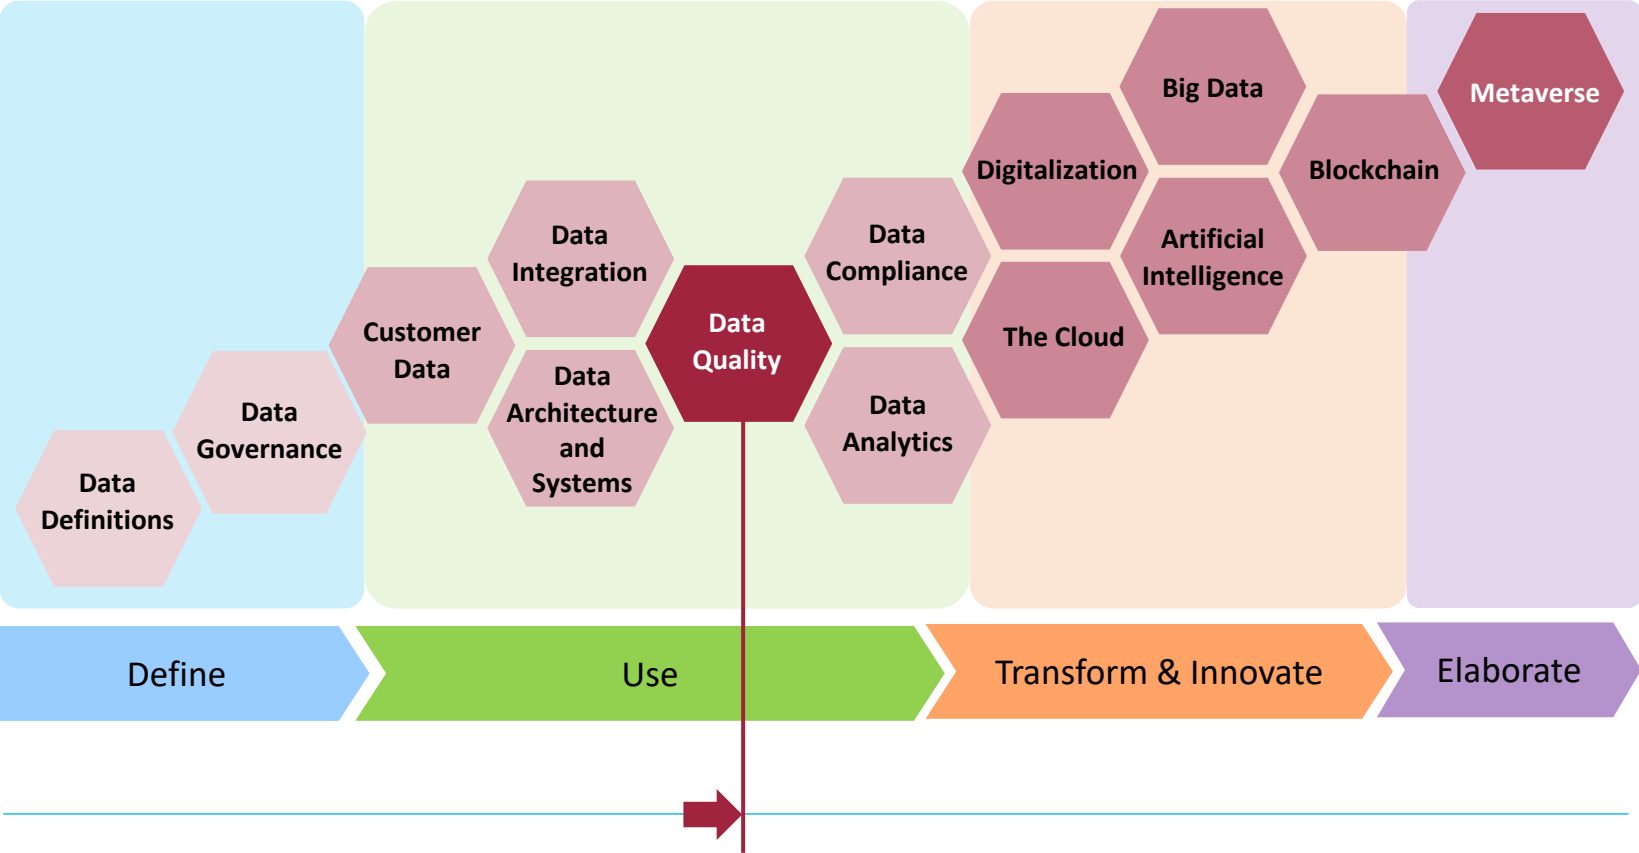 Data
Definitions
Data
Governance
Customer
Data
Data
Integration
Data
Architecture
and
Systems
Data
Quality
Data
Compliance
Data
Analytics
Digitalization
The Cloud
Big Data
Artificial
Intelligence
Blockchain
Metaverse
Define
Use
Transform & Innovate
Elaborate